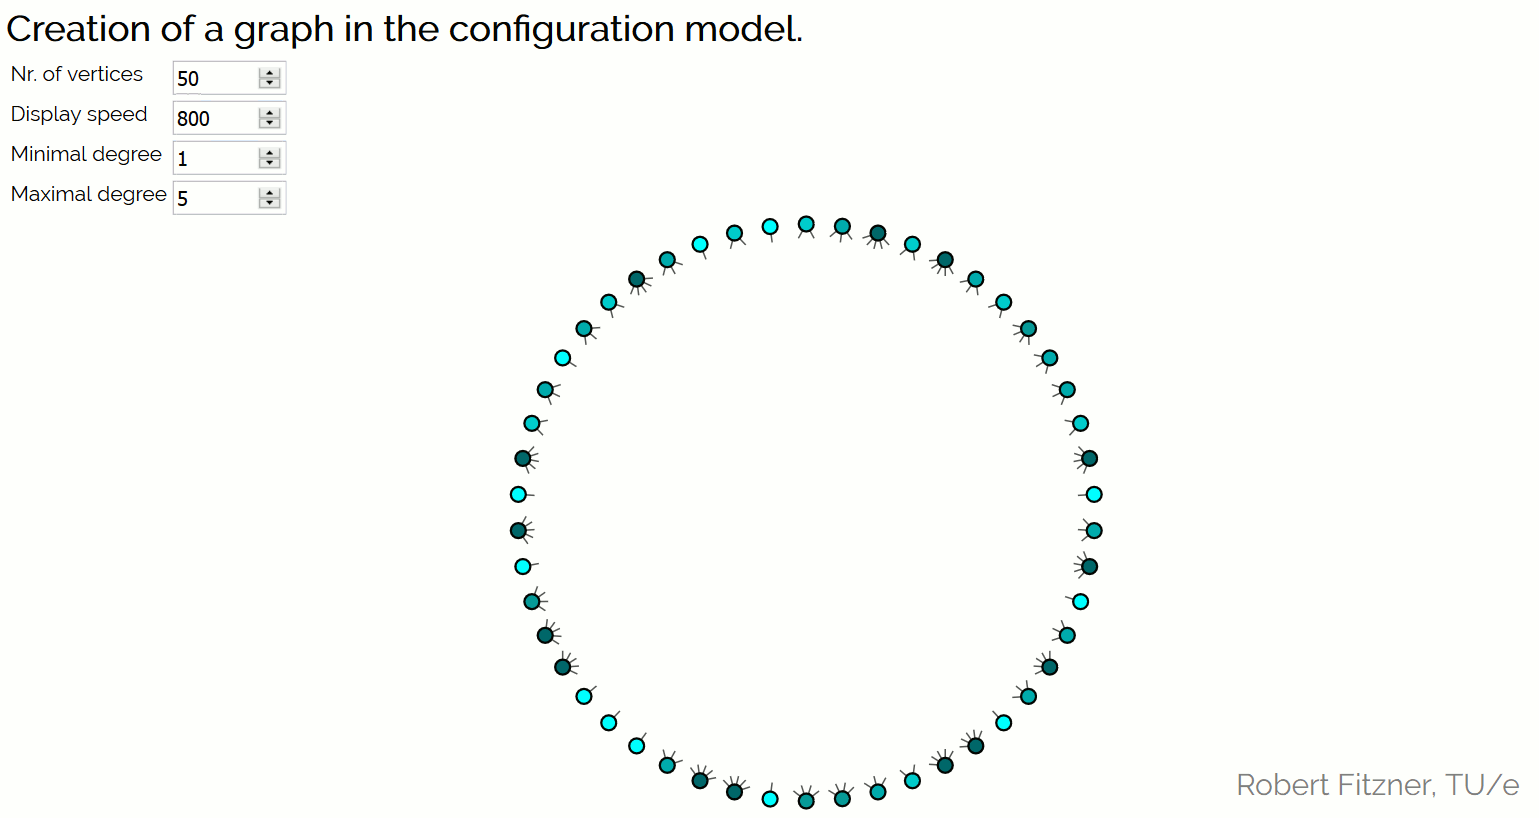 Creation of a graph in the configuration model.
Nr. of vertices 50
Display speed 800
Minimal degree 1
Maximal degree 5
Robert Fitzner, TU/e